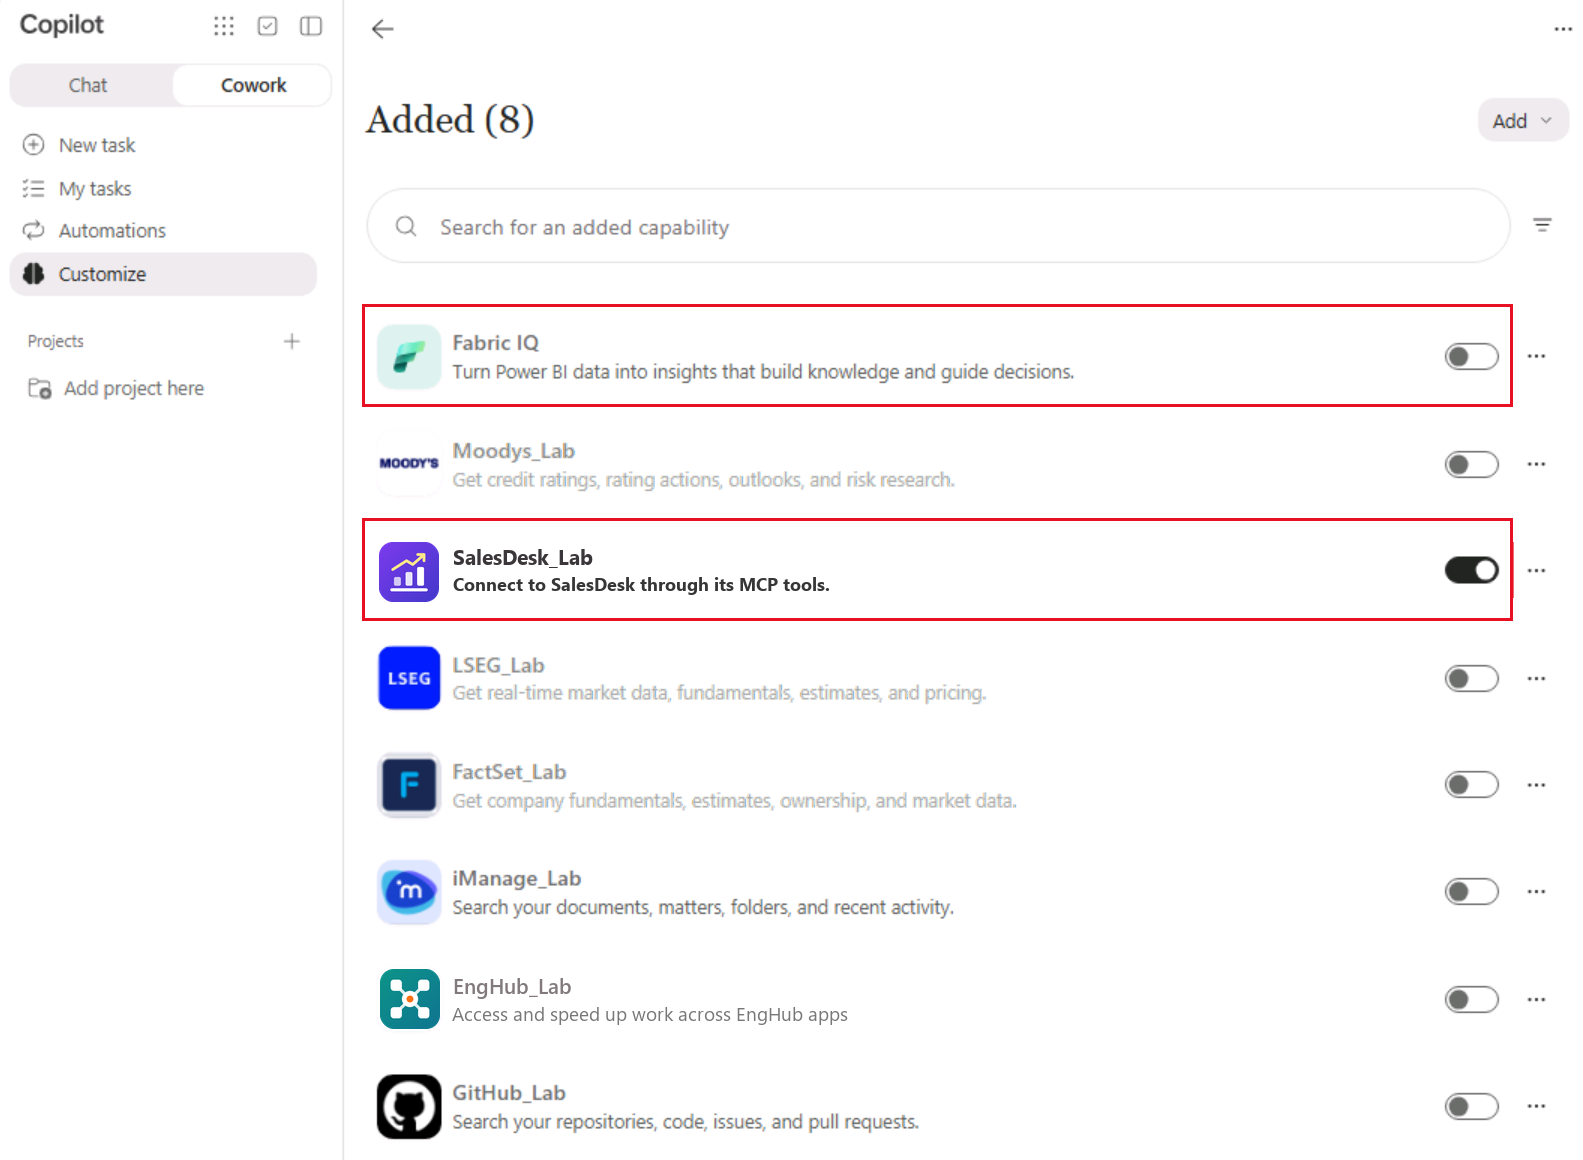 Copilot
Chat
Cowork
New task
My tasks
Automations
Customize
Projects
Add project here
Added (8)
Add
Search for an added capability
Fabric IQ
Turn Power BI data into insights that build knowledge and guide decisions.
MOODY'S
Moodys_Lab
Get credit ratings, rating actions, outlooks, and risk research.
SalesDesk_Lab
Connect to SalesDesk through its MCP tools.
LSEG
LSEG_Lab
Get real-time market data, fundamentals, estimates, and pricing.
F
FactSet_Lab
Get company fundamentals, estimates, ownership, and market data.
m
iManage_Lab
Search your documents, matters, folders, and recent activity.
EngHub_Lab
Access and speed up work across EngHub apps
GitHub_Lab
Search your repositories, code, issues, and pull requests.